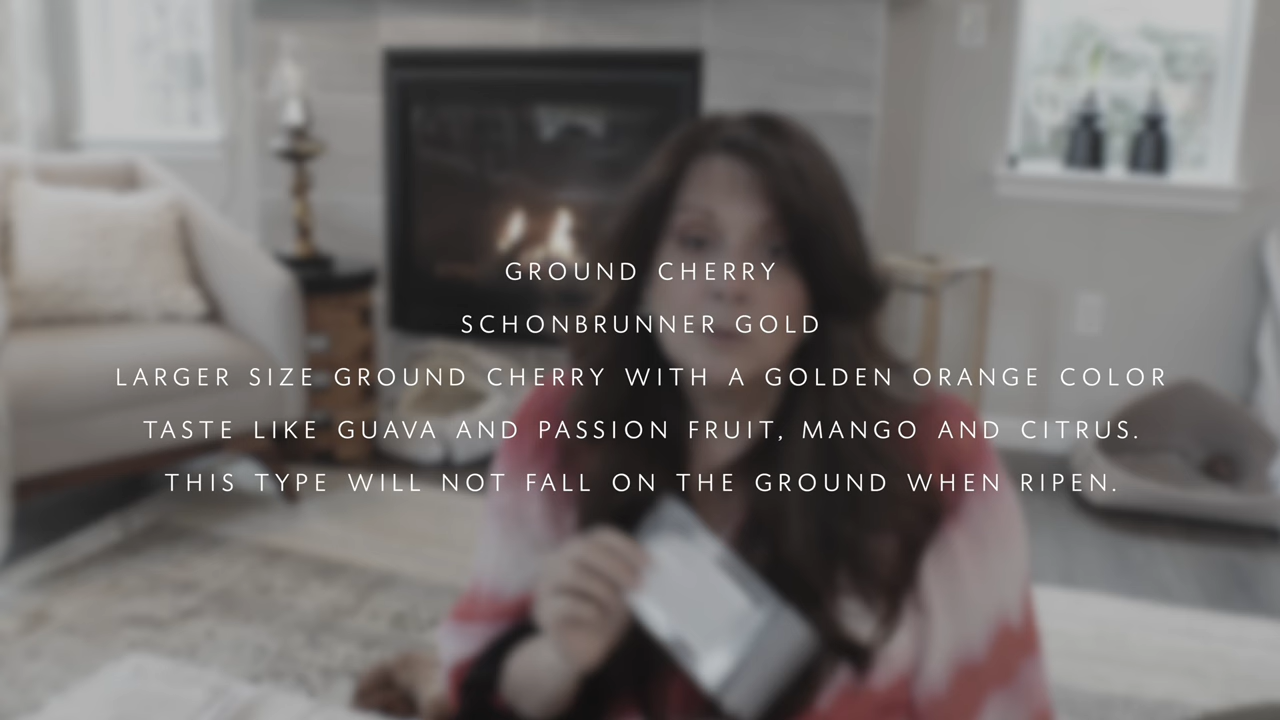 GROUND CHERRY
SCHONBRUNNER GOLD
LARGER SIZE GROUND CHERRY WITH A GOLDEN ORANGE COLOR
TASTE LIKE GUAVA AND PASSION FRUIT, MANGO AND CITRUS.
THIS TYPE WILL NOT FALL ON THE GROUND WHEN RIPEN.